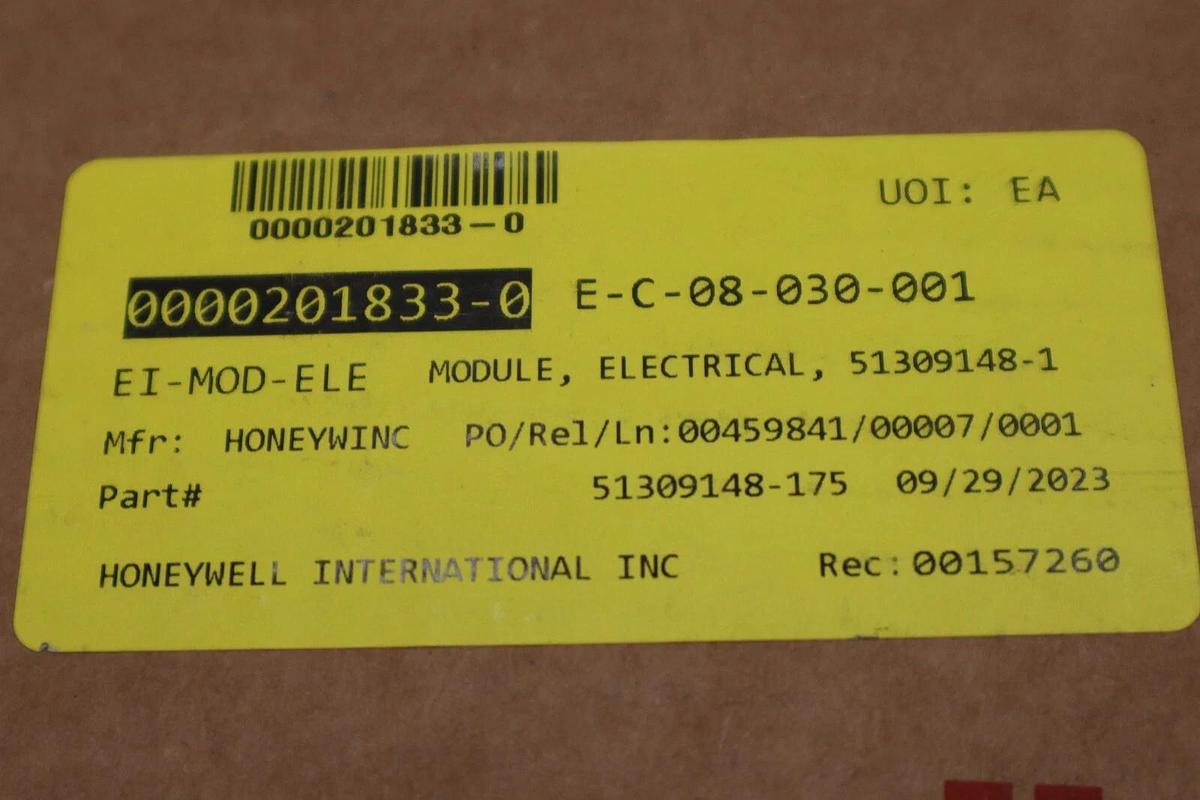 0000201833-0
UOI: EA
0000201833-0 E-C-08-030-001
EI-MOD-ELE MODULE, ELECTRICAL, 51309148-1
Mfr: HONEYWINC PO/Rel/Ln:00459841/00007/0001
Part# 51309148-175 09/29/2023
HONEYWELL INTERNATIONAL INC Rec:00157260